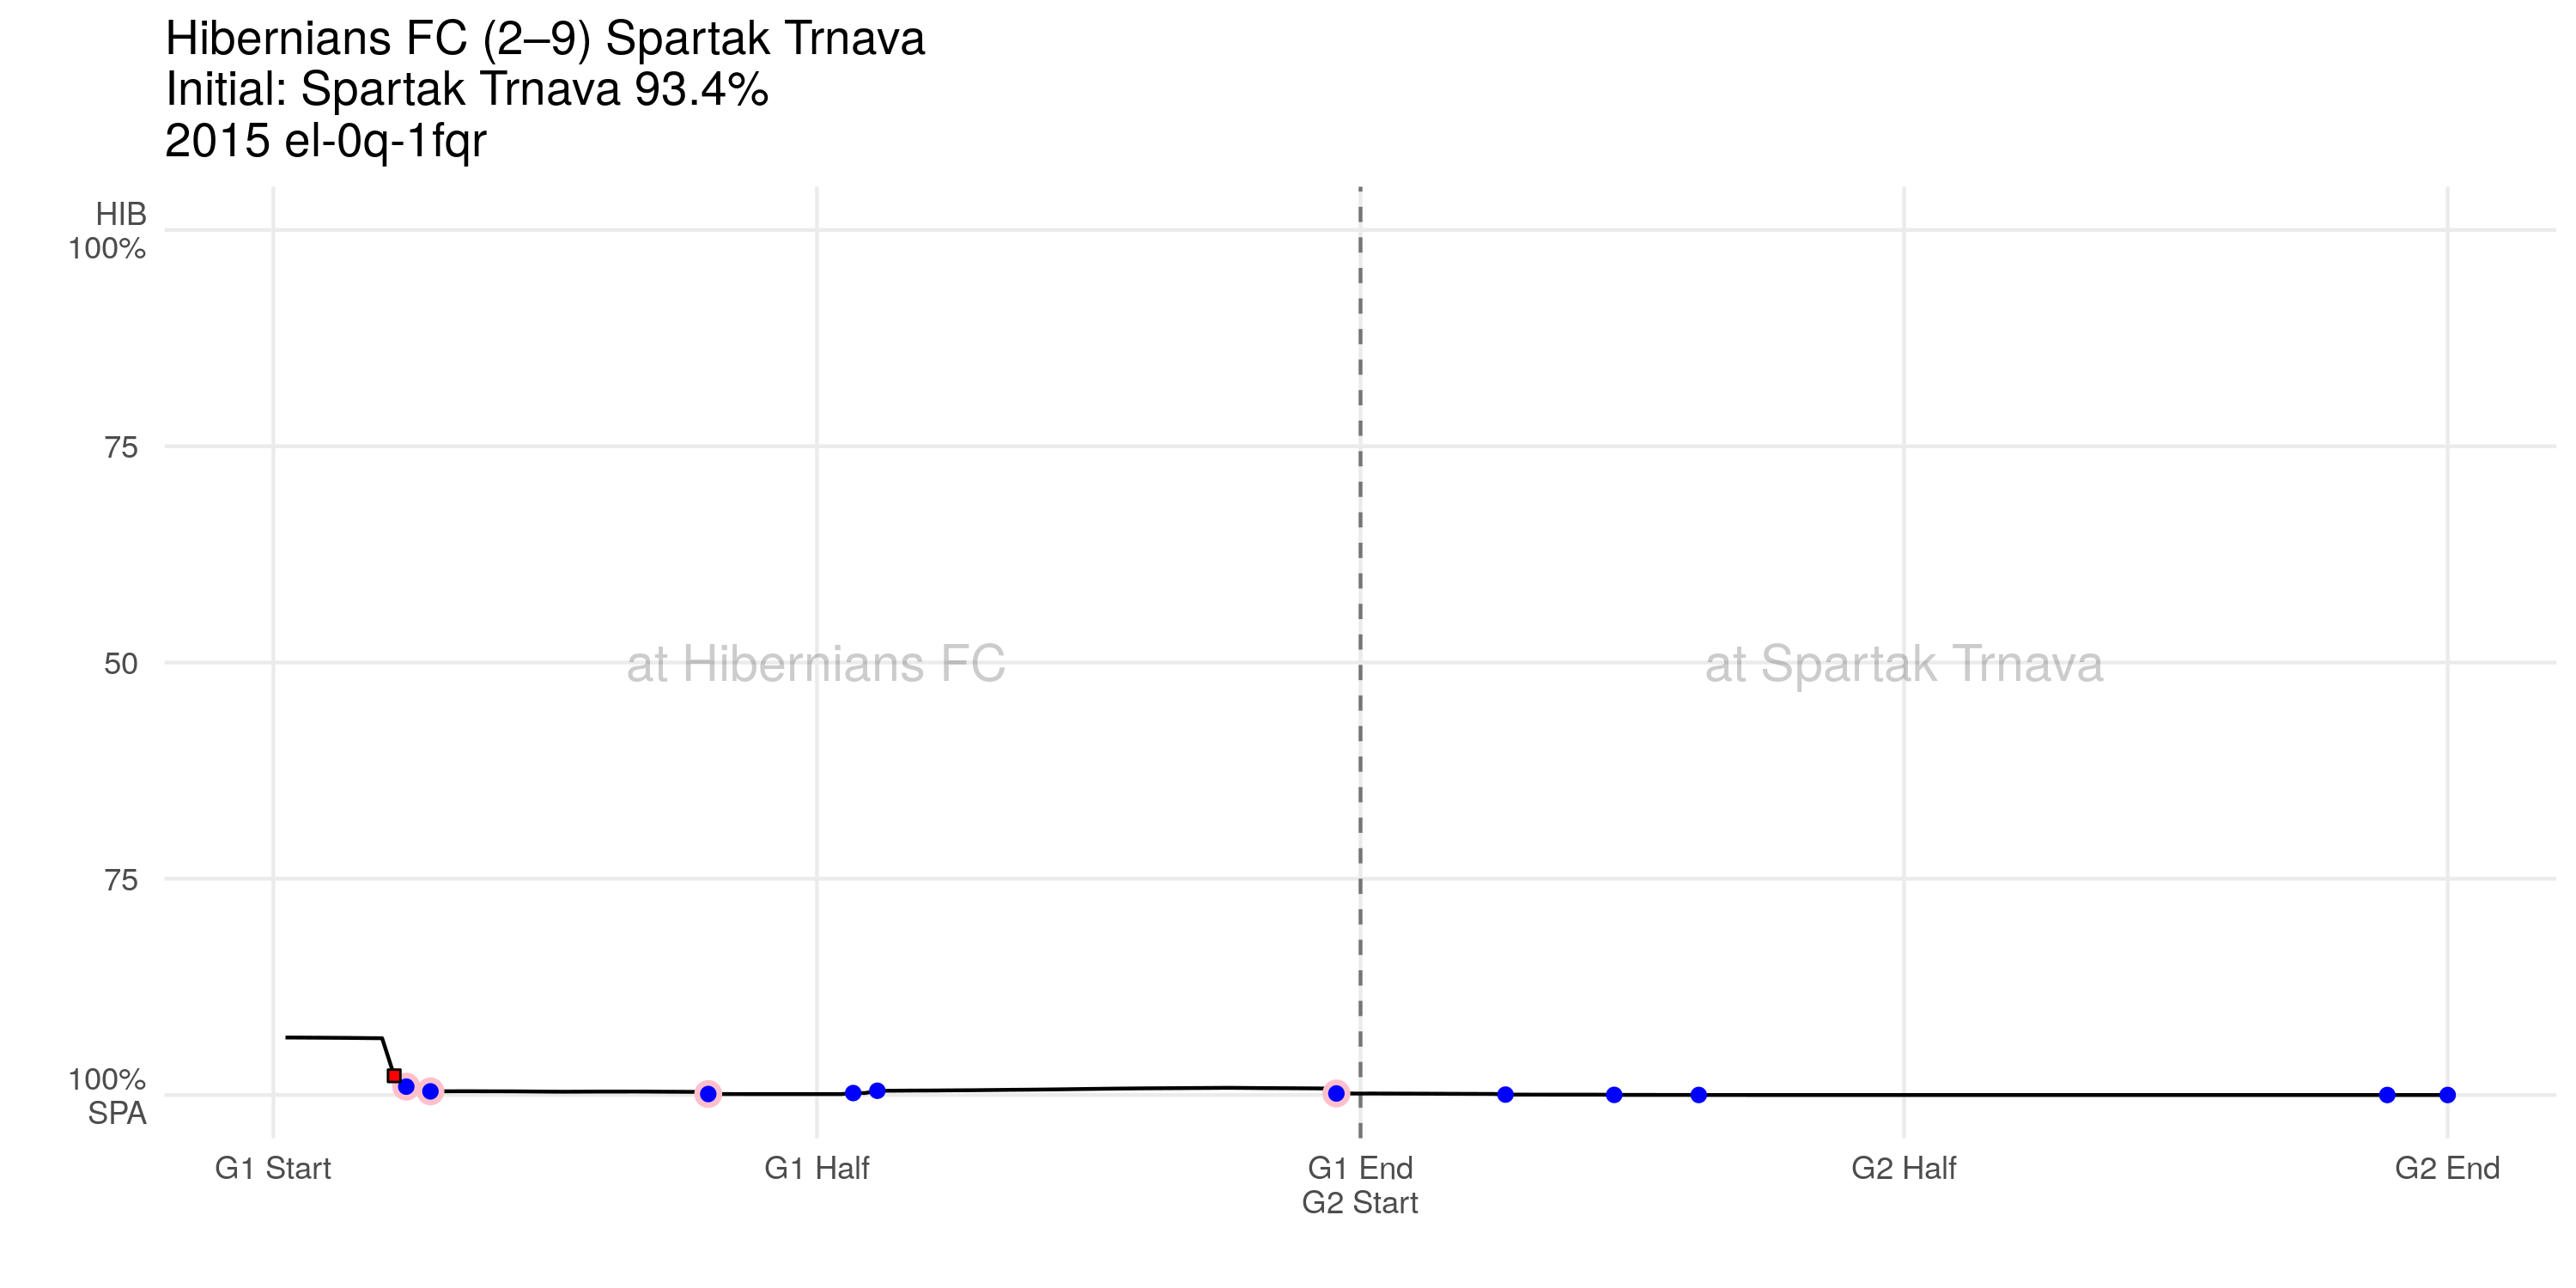 Hibernians FC (2–9) Spartak Trnava
Initial: Spartak Trnava 93.4%
2015 el-0q-1fqr
HIB
100%
75
50
75
100%
SPA
at Hibernians FC
at Spartak Trnava
G1 Start
G1 Half
G1 End
G2 Start
G2 Half
G2 End